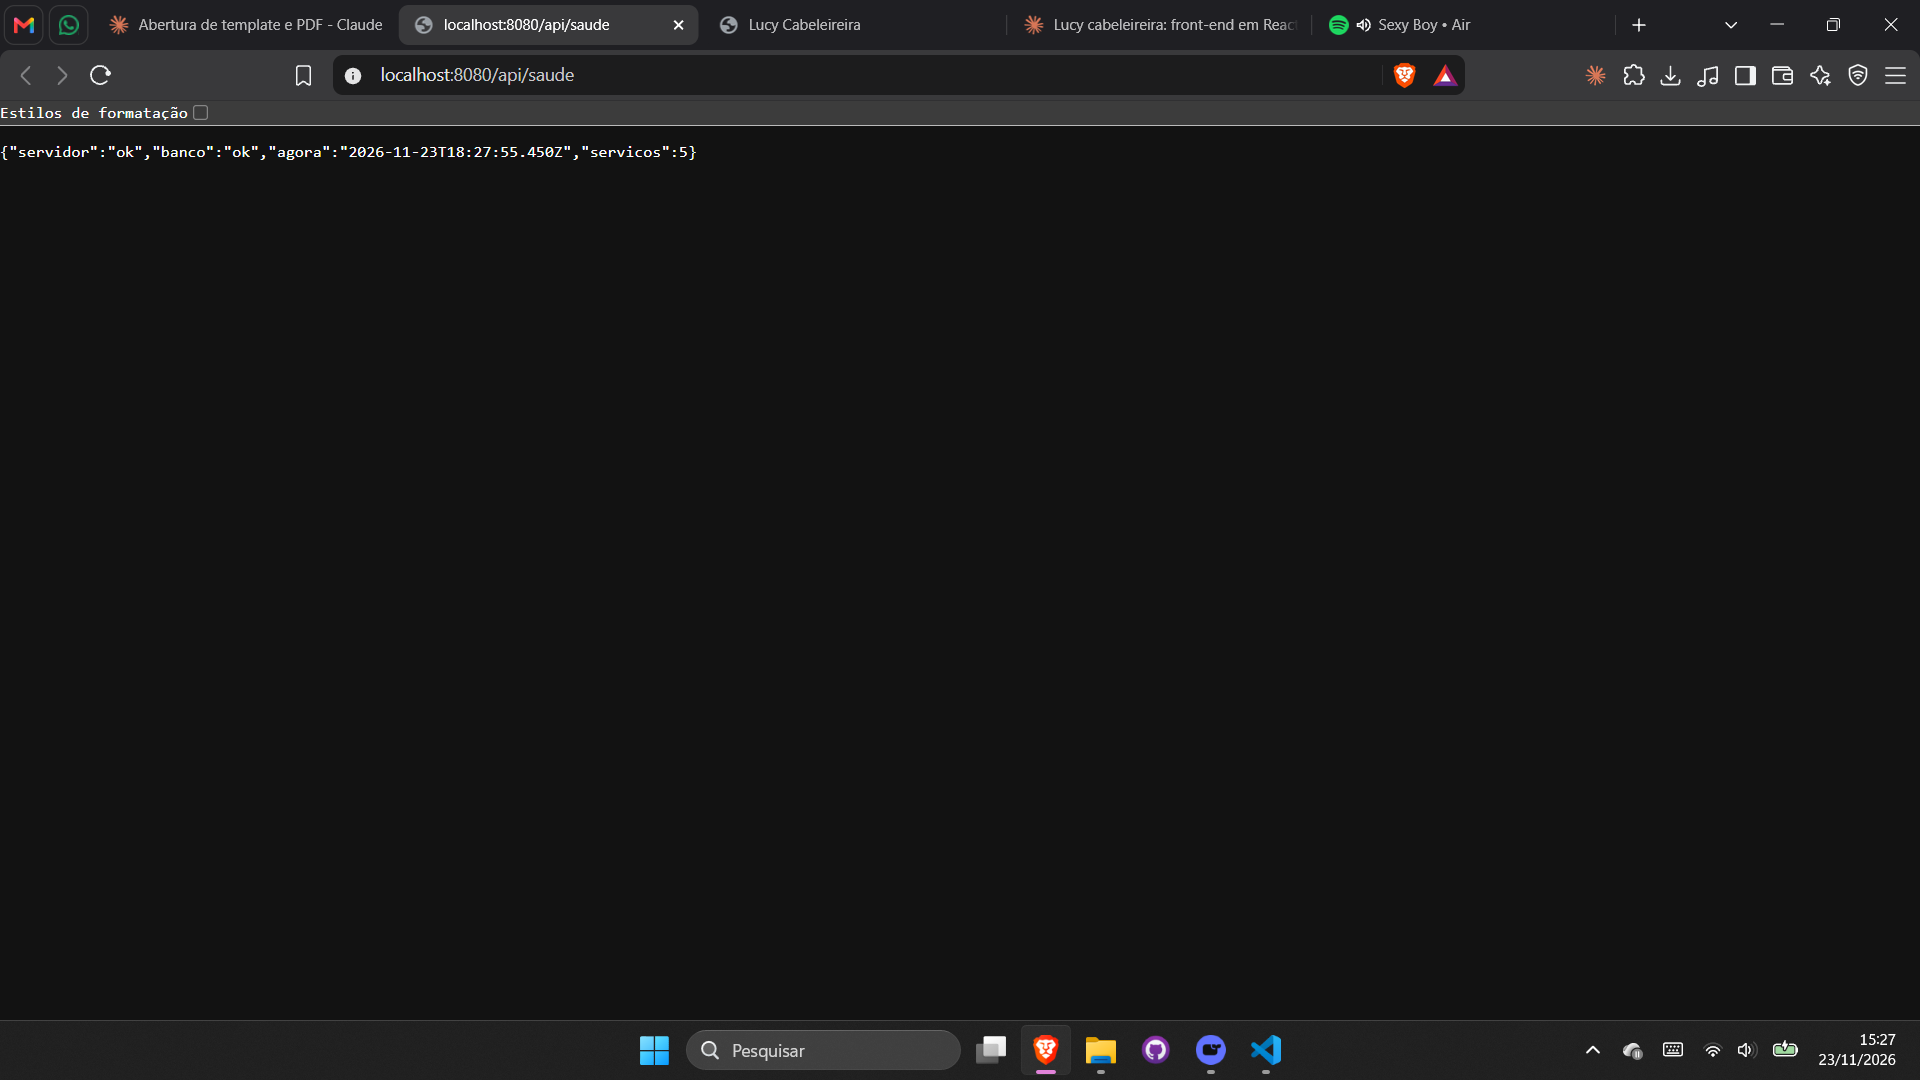 Abertura de template e PDF - Claude
localhost:8080/api/saude
Lucy Cabeleireira
Lucy cabeleireira: front-end em Reac
Sexy Boy • Air
localhost:8080/api/saude
Estilos de formatação
{"servidor":"ok","banco":"ok","agora":"2026-11-23T18:27:55.450Z","servicos":5}
Pesquisar
15:27
23/11/2026